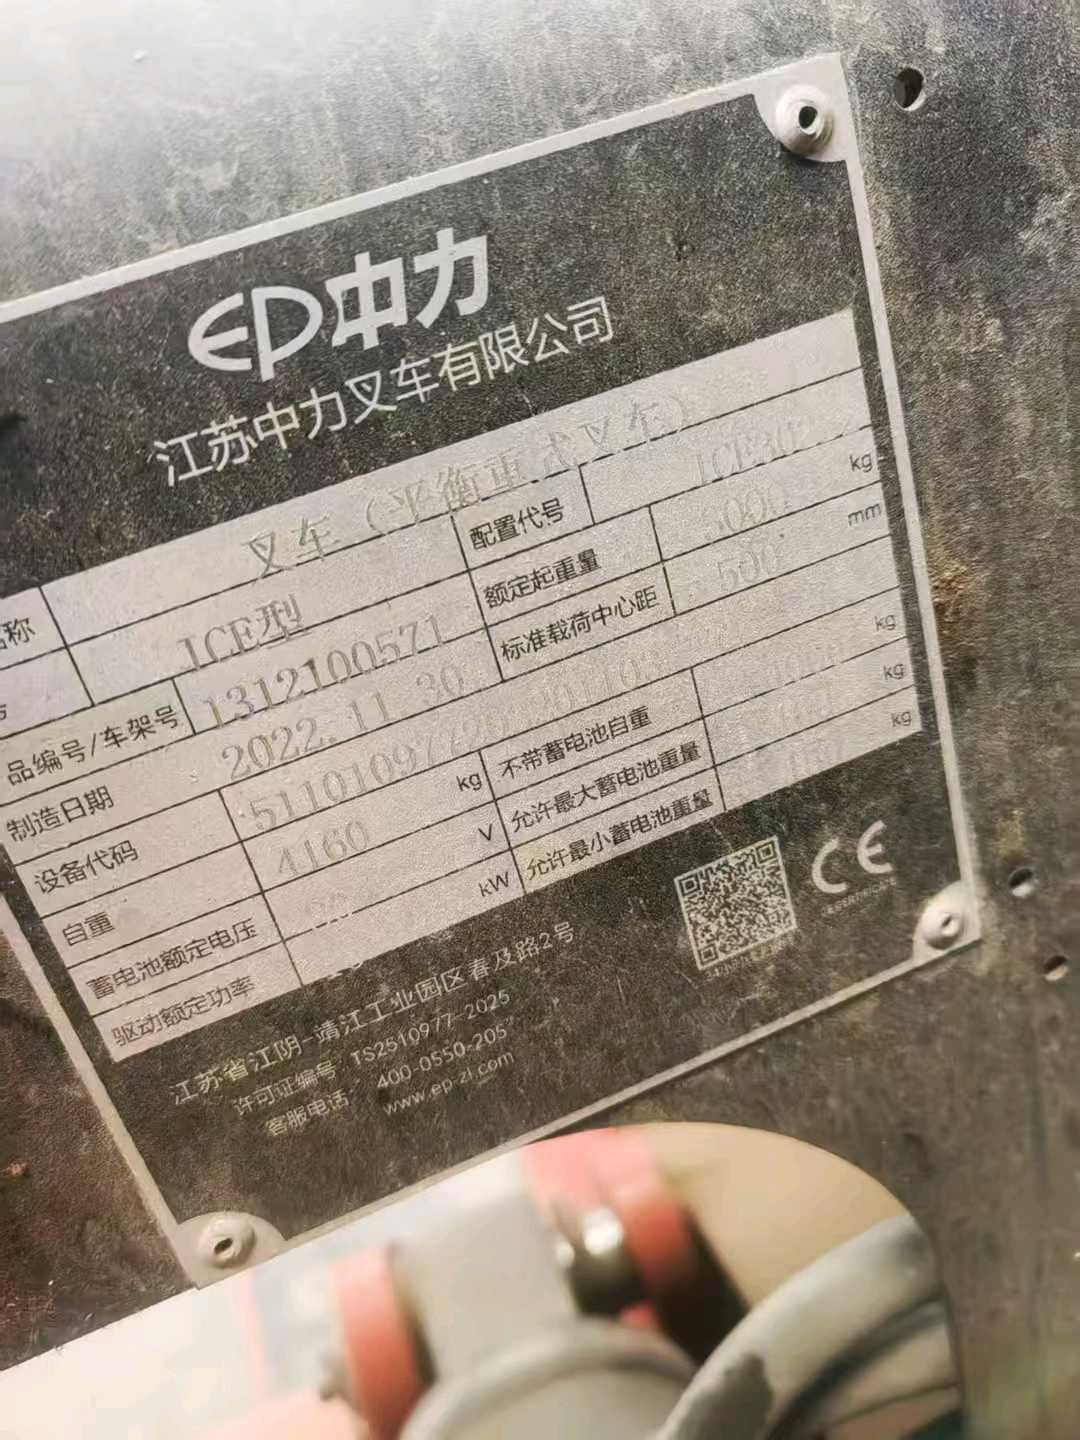 EP中力
江苏中力叉车有限公司
名称 叉车（平衡重式叉车）
ICE型 配置代号
品编号/车架号 1312100571 额定起重量 kg
制造日期 2022.11.30 标准载荷中心距 500 mm
设备代码
自重 4160 kg 不带蓄电池自重 kg
蓄电池额定电压 V 允许最大蓄电池重量 kg
驱动额定功率 kW 允许最小蓄电池重量 kg
CE
江苏省江阴-靖江工业园区春及路2号
许可证编号 TS2510977-2025
客服电话 400-0550-205
www.ep-zl.com